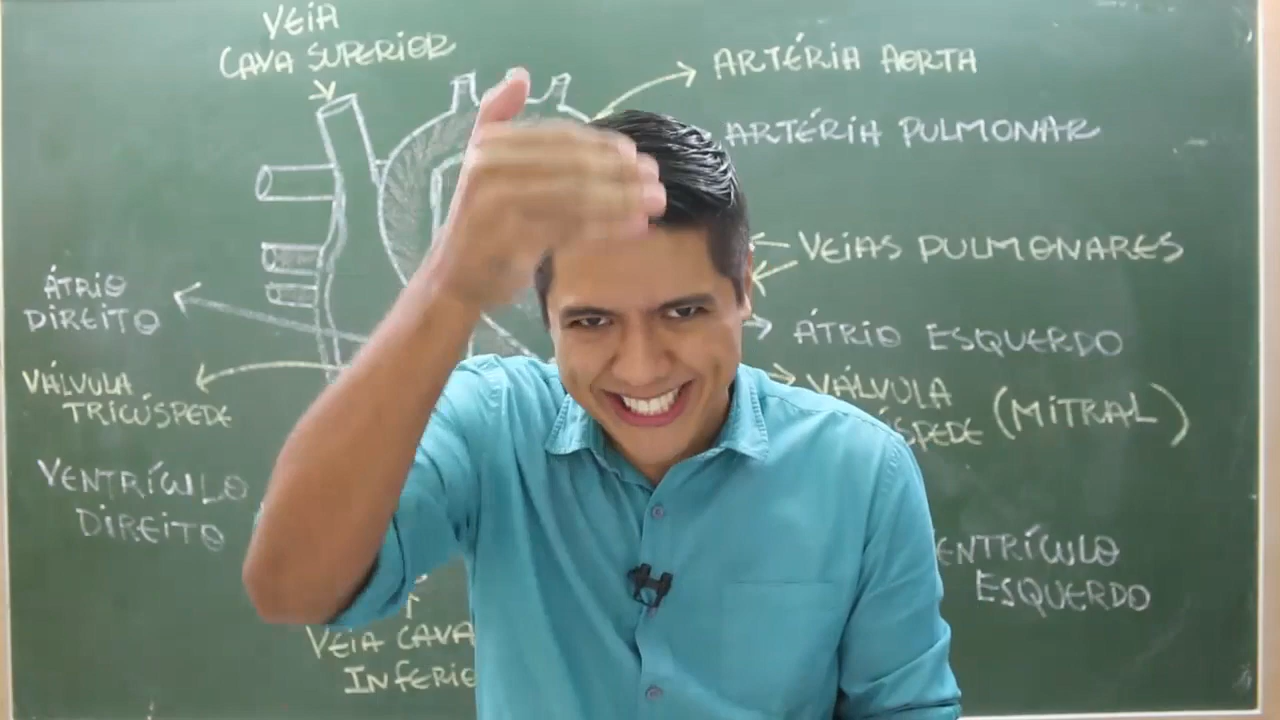 VEIA
CAVA SUPERIOR
ARTÉRIA AORTA
ARTÉRIA PULMONAR
VEIAS PULMONARES
ÁTRIO
DIREITO
ÁTRIO ESQUERDO
VÁLVULA
TRICÚSPEDE
VÁLVULA
(MITRAL)
VENTRÍCULO
DIREITO
ESQUERDO
VEIA CAVA